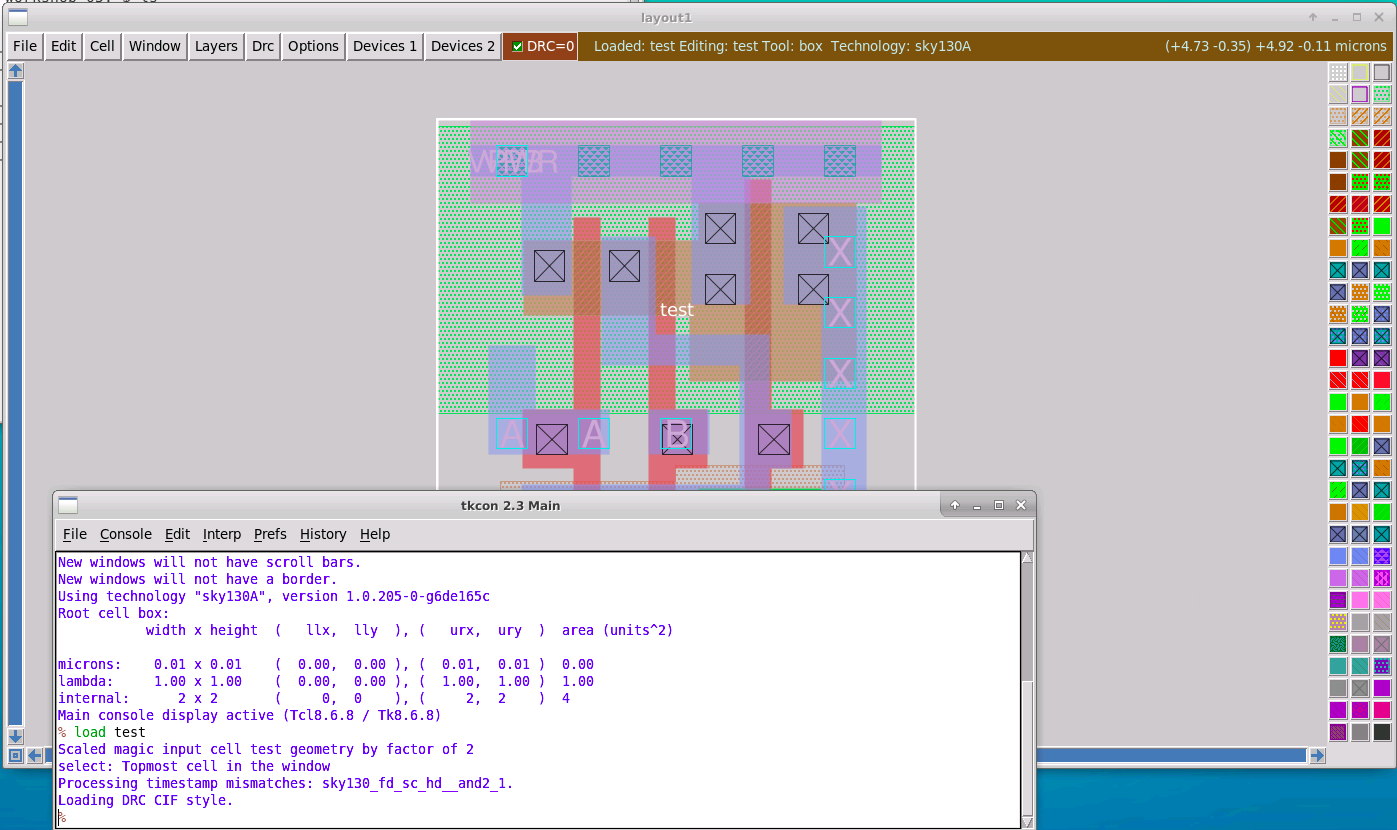 layout1
File Edit Cell Window Layers Drc Options Devices 1 Devices 2 DRC=0 Loaded: test Editing: test Tool: box Technology: sky130A (+4.73 -0.35) +4.92 -0.11 microns
X
test
X
X
A A B X
tkcon 2.3 Main
File Console Edit Interp Prefs History Help
New windows will not have scroll bars.
New windows will not have a border.
Using technology "sky130A", version 1.0.205-0-g6de165c
Root cell box:
width x height ( llx, lly ), ( urx, ury ) area (units^2)
microns: 0.01 x 0.01 ( 0.00, 0.00 ), ( 0.01, 0.01 ) 0.00
lambda: 1.00 x 1.00 ( 0.00, 0.00 ), ( 1.00, 1.00 ) 1.00
internal: 2 x 2 ( 0, 0 ), ( 2, 2 ) 4
Main console display active (Tcl8.6.8 / Tk8.6.8)
% load test
Scaled magic input cell test geometry by factor of 2
select: Topmost cell in the window
Processing timestamp mismatches: sky130_fd_sc_hd__and2_1.
Loading DRC CIF style.
%